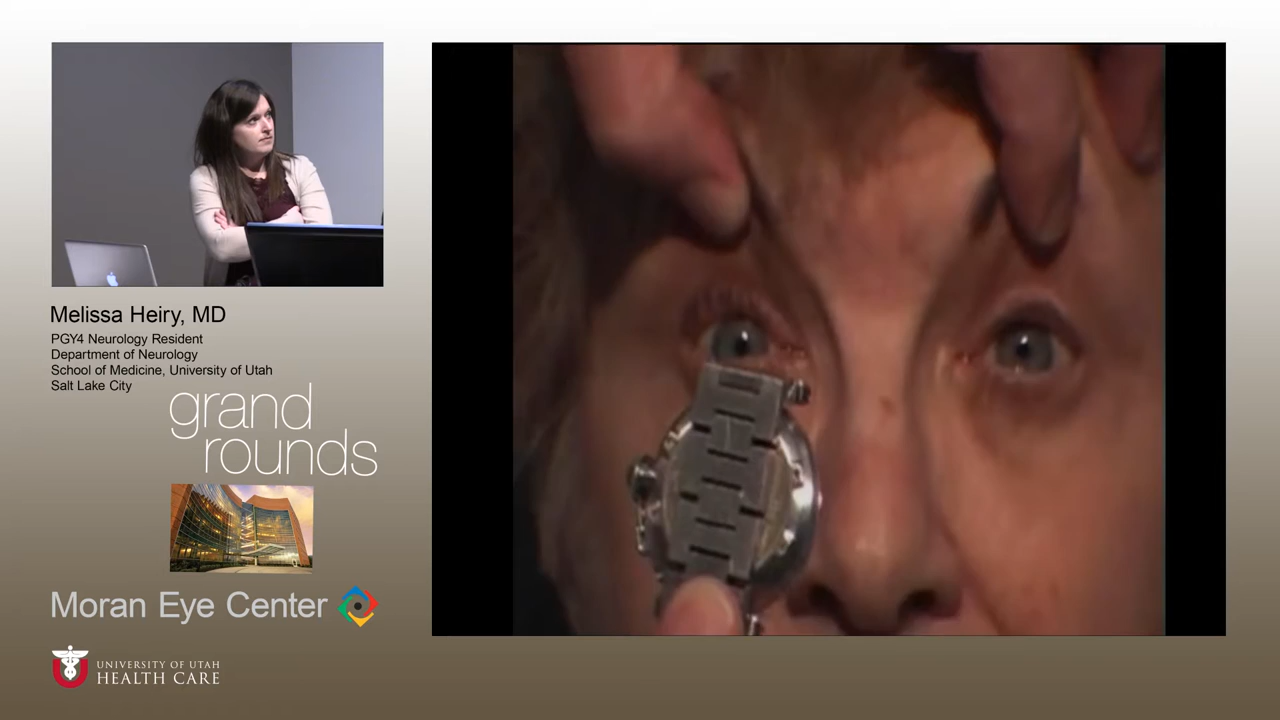 Melissa Heiry, MD
PGY4 Neurology Resident
Department of Neurology
School of Medicine, University of Utah
Salt Lake City
grand
rounds
Moran Eye Center
U
UNIVERSITY OF UTAH
HEALTH CARE